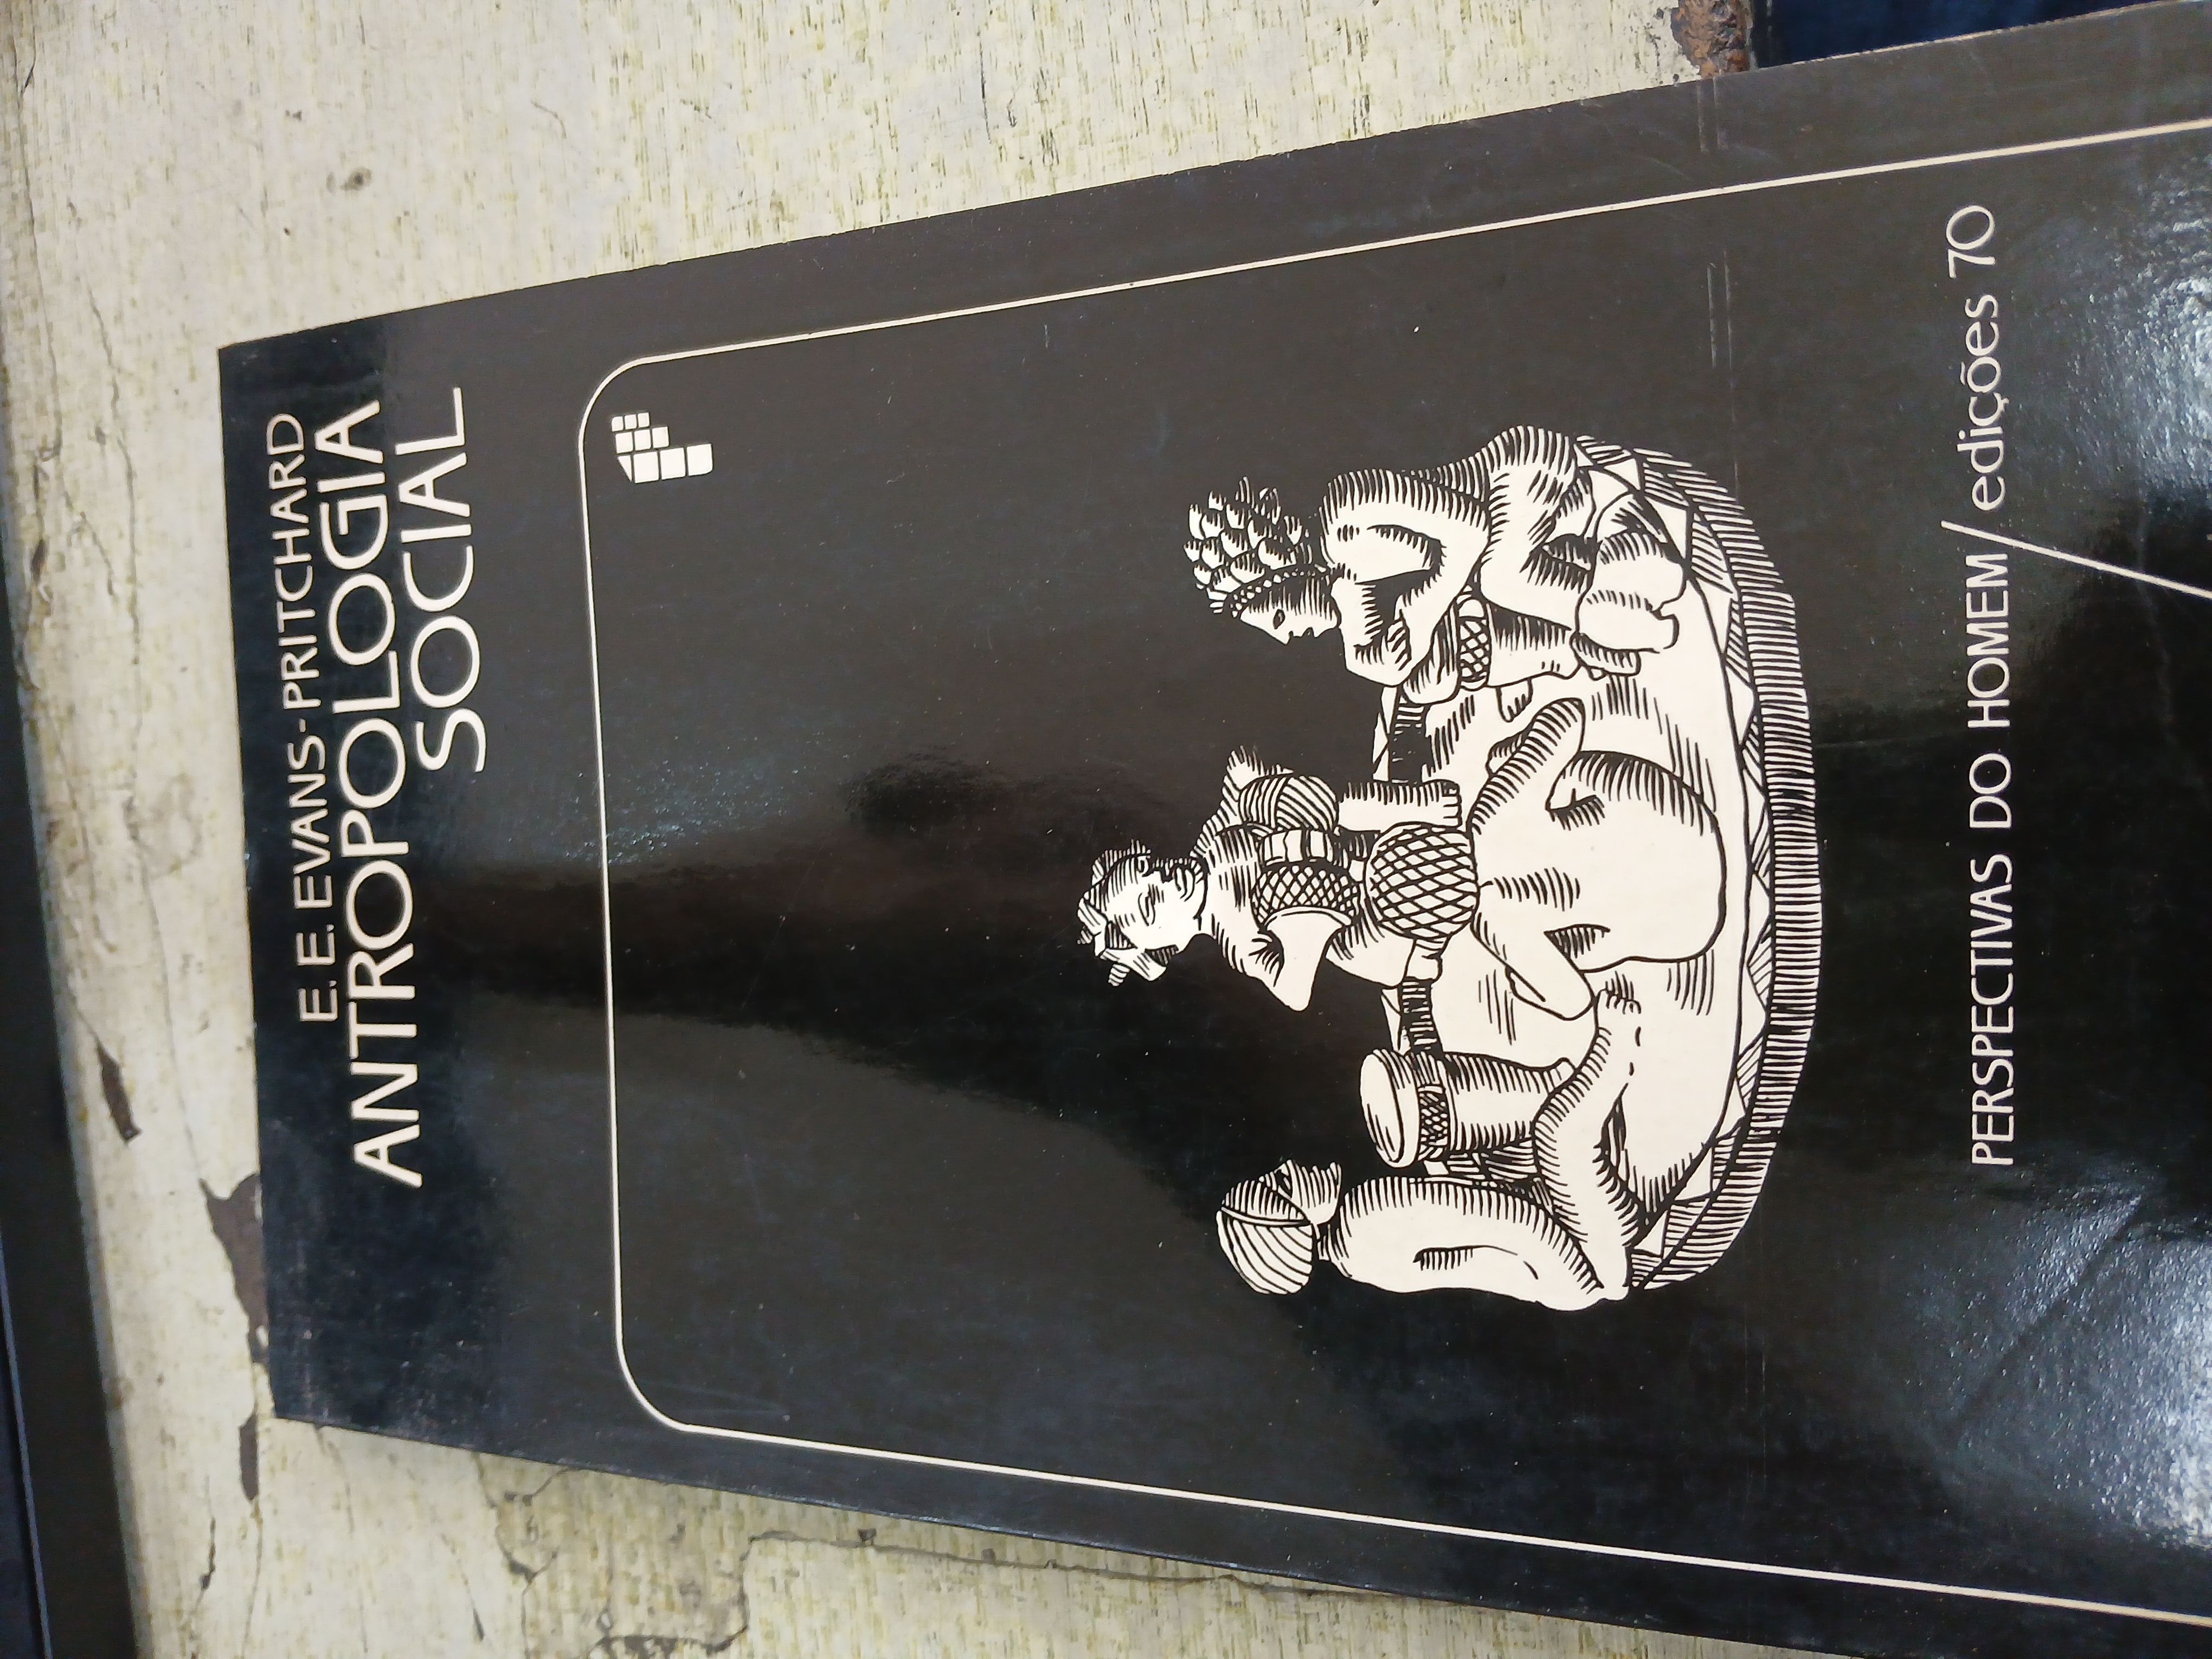 E. E. EVANS-PRITCHARD
ANTROPOLOGIA
SOCIAL
PERSPECTIVAS DO HOMEM / edições 70